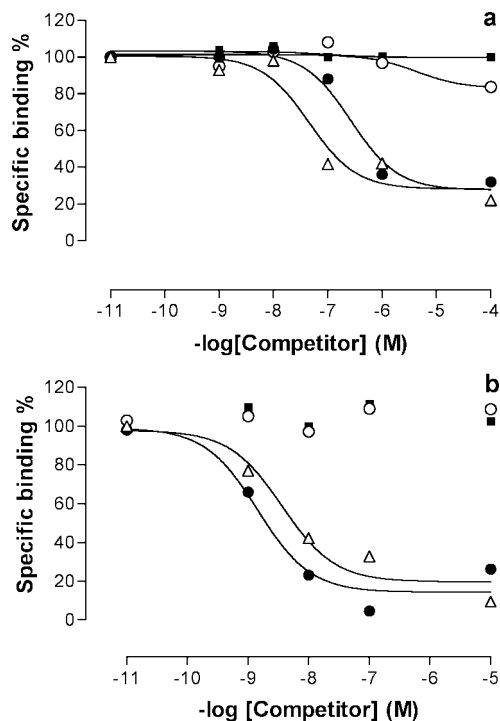 a
Specific binding %
120
100
80
60
40
20
0
-11 -10 -9 -8 -7 -6 -5 -4
-log[Competitor] (M)
b
Specific binding %
120
100
80
60
40
20
0
-11 -10 -9 -8 -7 -6 -5
-log [Competitor] (M)